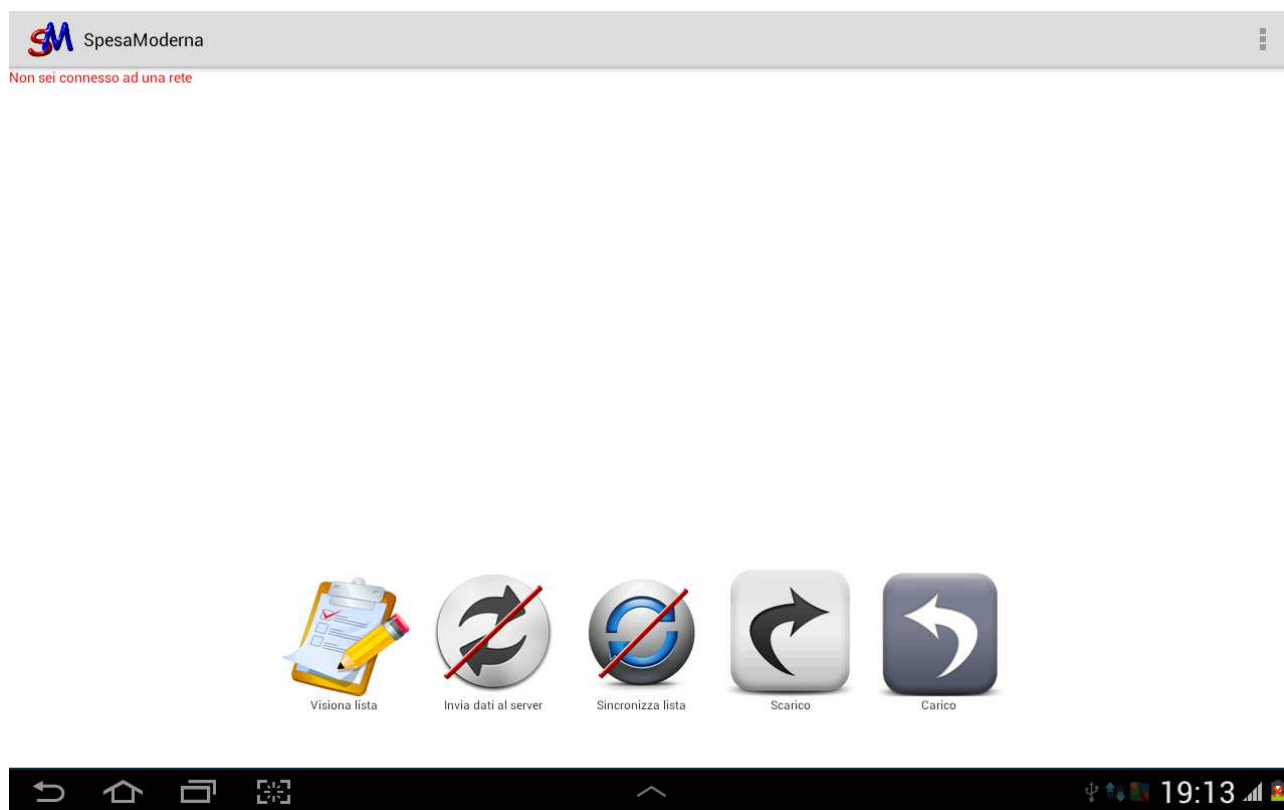 SM SpesaModerna
Non sei connesso ad una rete
Visiona lista Invia dati al server Sincronizza lista Scarico Carico
19:13